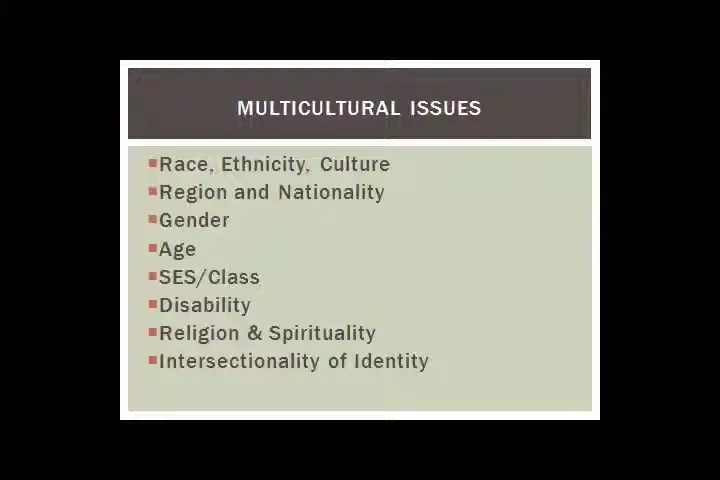 MULTICULTURAL ISSUES
Race, Ethnicity, Culture
Region and Nationality
Gender
Age
SES/Class
Disability
Religion & Spirituality
Intersectionality of Identity